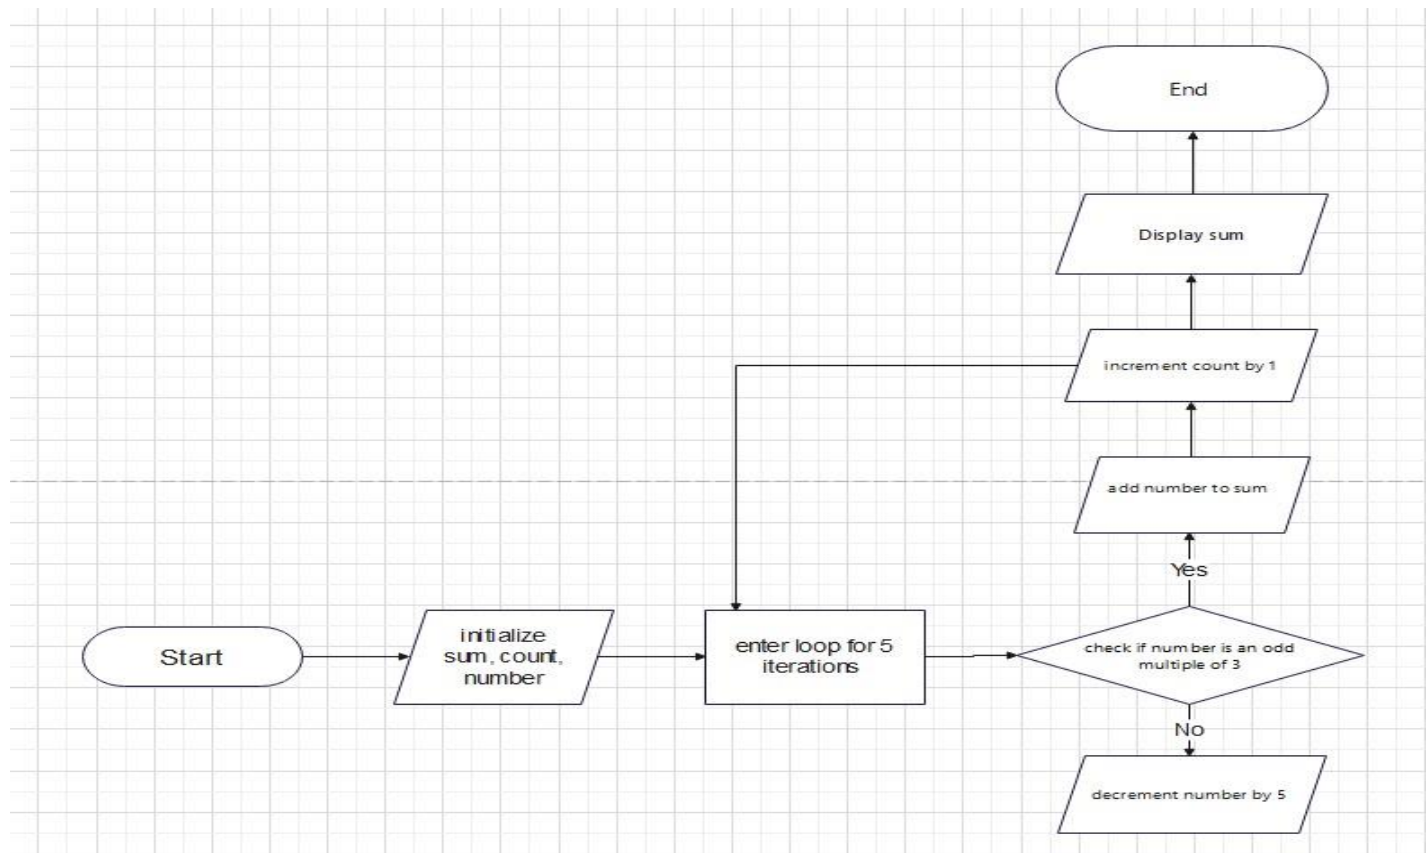 Start
initialize
sum, count,
number
enter loop for 5
iterations
check if number is an odd
multiple of 3
Yes
add number to sum
increment count by 1
Display sum
End
No
decrement number by 5